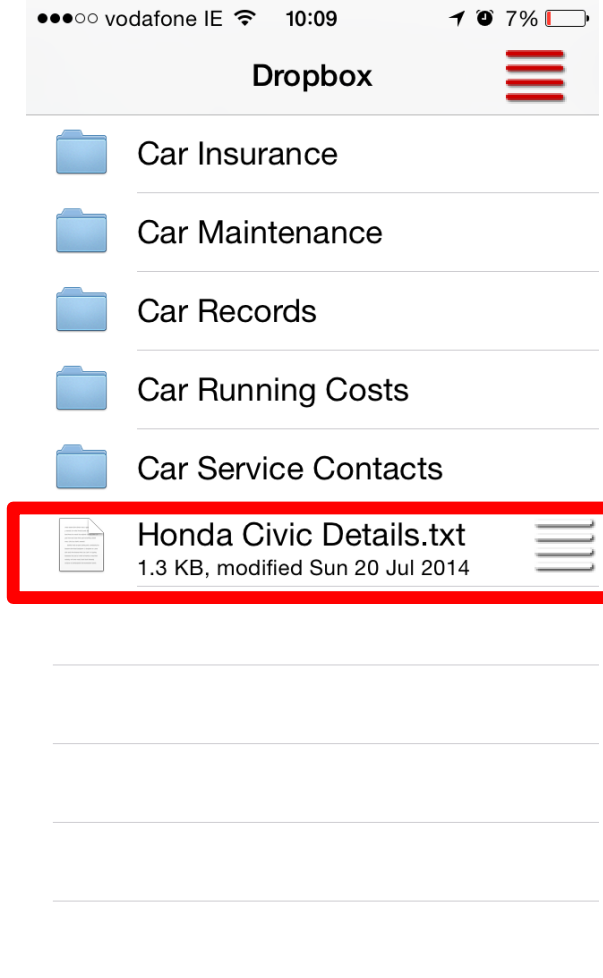 vodafone IE 10:09 7%
Dropbox
Car Insurance
Car Maintenance
Car Records
Car Running Costs
Car Service Contacts
Honda Civic Details.txt
1.3 KB, modified Sun 20 Jul 2014